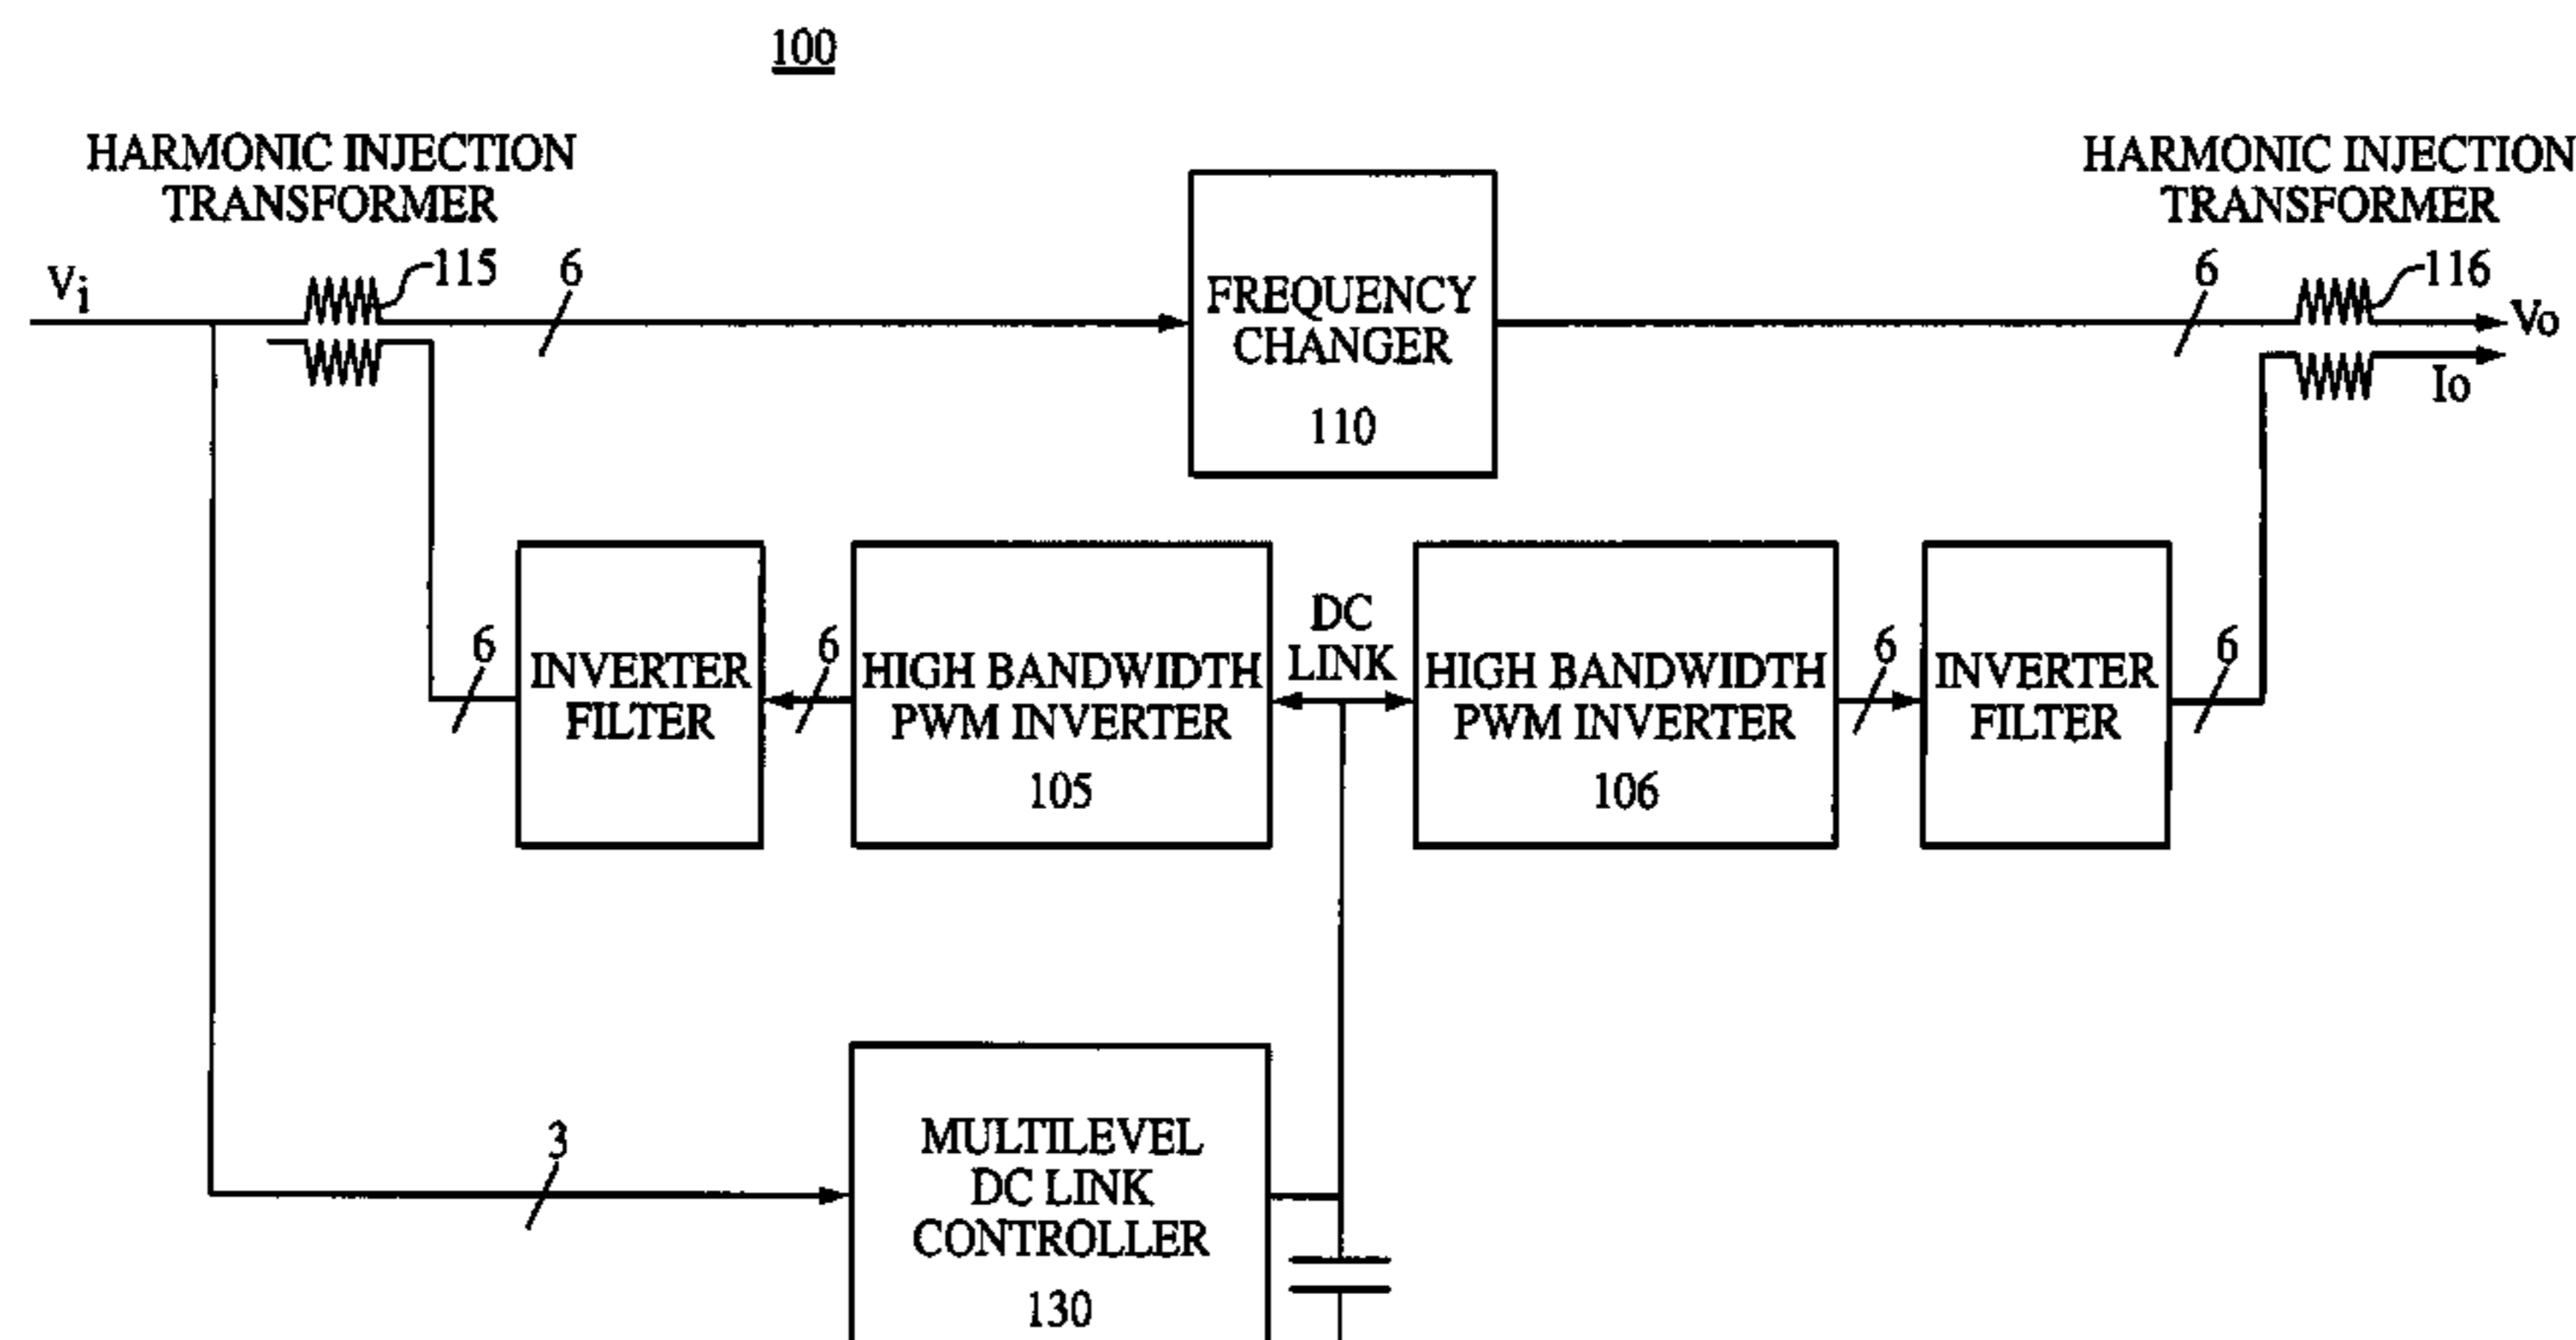 100
HARMONIC INJECTION
TRANSFORMER
HARMONIC INJECTION
TRANSFORMER
Vi
115
6
FREQUENCY
CHANGER
110
6
116
Vo
Io
6
INVERTER
FILTER
6
HIGH BANDWIDTH
PWM INVERTER
105
DC
LINK
HIGH BANDWIDTH
PWM INVERTER
106
6
INVERTER
FILTER
6
3
MULTILEVEL
DC LINK
CONTROLLER
130